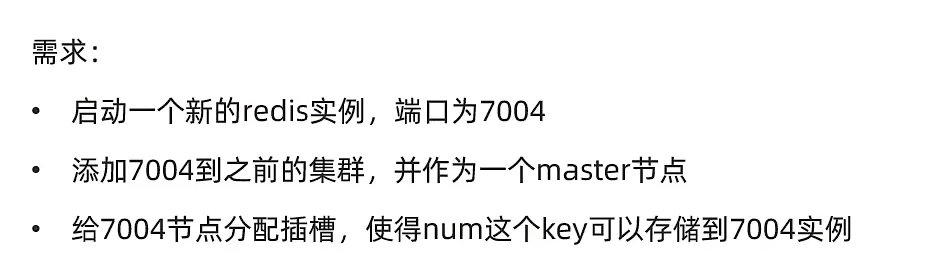 需求：
• 启动一个新的redis实例，端口为7004
• 添加7004到之前的集群，并作为一个master节点
• 给7004节点分配插槽，使得num这个key可以存储到7004实例